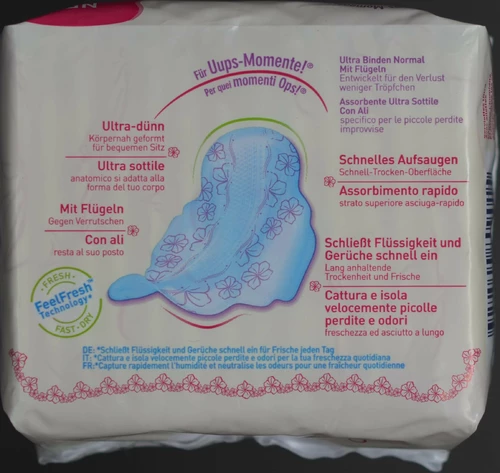 Für Uups-Momente!®
Per quei momenti Ops!®
Ultra Binden Normal
Mit Flügeln
Entwickelt für den Verlust
weniger Tröpfchen
Assorbente Ultra Sottile
Con Ali
specifico per le piccole perdite
improwise
Ultra-dünn
Körpernah geformt
für bequemen Sitz
Ultra sottile
anatomico si adatta alla
forma del tuo corpo
Mit Flügeln
Gegen Verrutschen
Con ali
resta al suo posto
Schnelles Aufsaugen
Schnell-Trocken-Oberfläche
Assorbimento rapido
strato superiore asciuga-rapido
Schließt Flüssigkeit und
Gerüche schnell ein
Lang anhaltende
Trockenheit und Frische
Cattura e isola
velocemente picolle
perdite e odori
freschezza ed asciutto a lungo
FRESH
FeelFresh
Technology*
FAST-DRY
DE: *Schließt Flüssigkeit und Gerüche schnell ein für Frische jeden Tag
IT: *Cattura e isola velocemente piccole perdite e odori per la tua freschezza quotidiana
FR:*Capture rapidement l'humidité et neutralise les odeurs pour une fraîcheur quotidienne